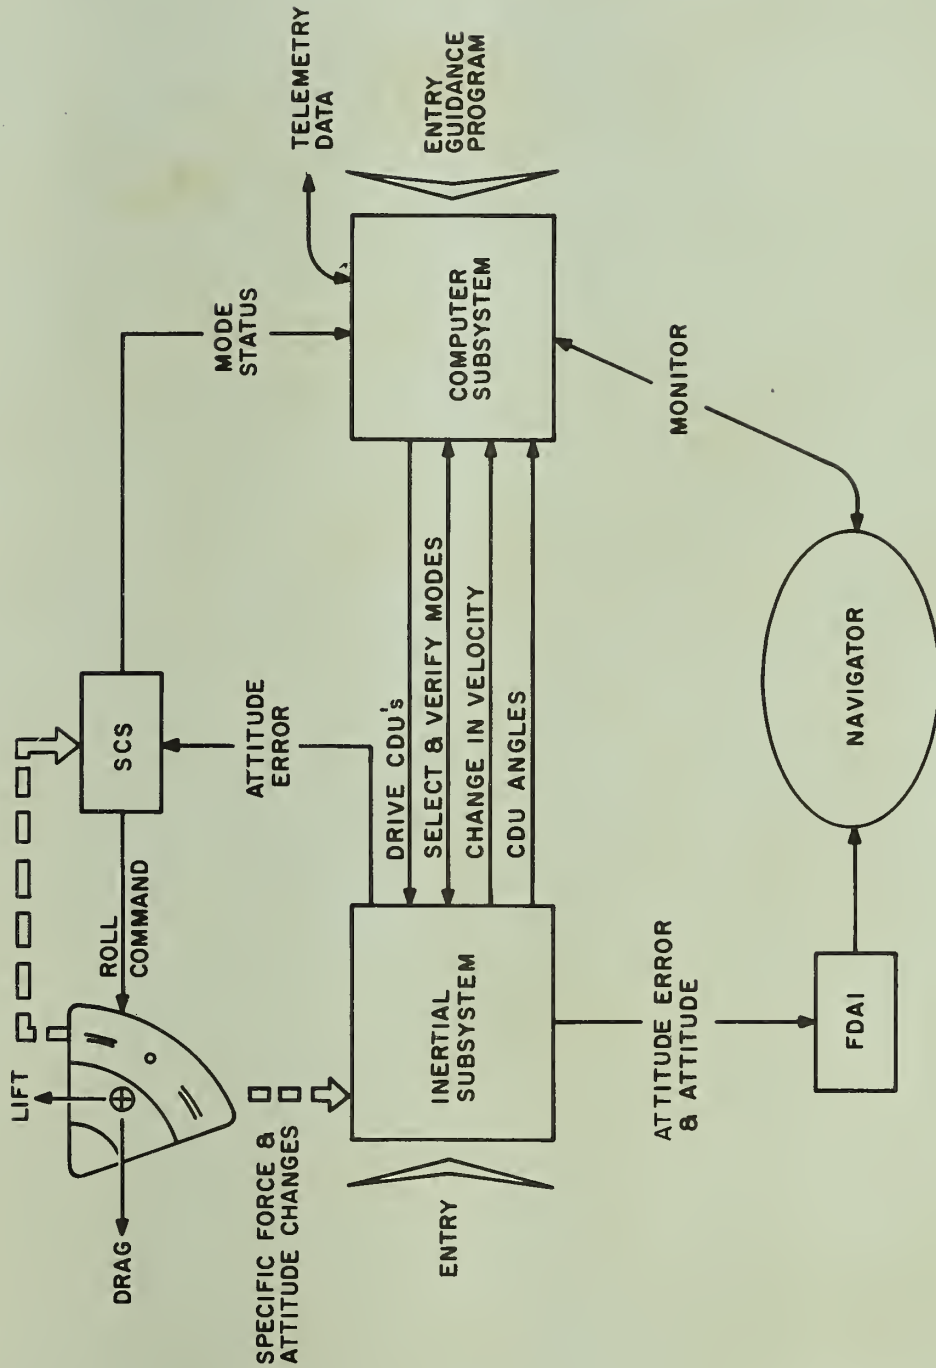 LIFT
DRAG
ROLL
COMMAND
SCS
MODE
STATUS
TELEMETRY
DATA
SPECIFIC FORCE &
ATTITUDE CHANGES
ATTITUDE
ERROR
ENTRY
INERTIAL
SUBSYSTEM
DRIVE CDU's
SELECT & VERIFY MODES
CHANGE IN VELOCITY
CDU ANGLES
COMPUTER
SUBSYSTEM
ENTRY
GUIDANCE
PROGRAM
ATTITUDE ERROR
& ATTITUDE
MONITOR
FDAI
NAVIGATOR